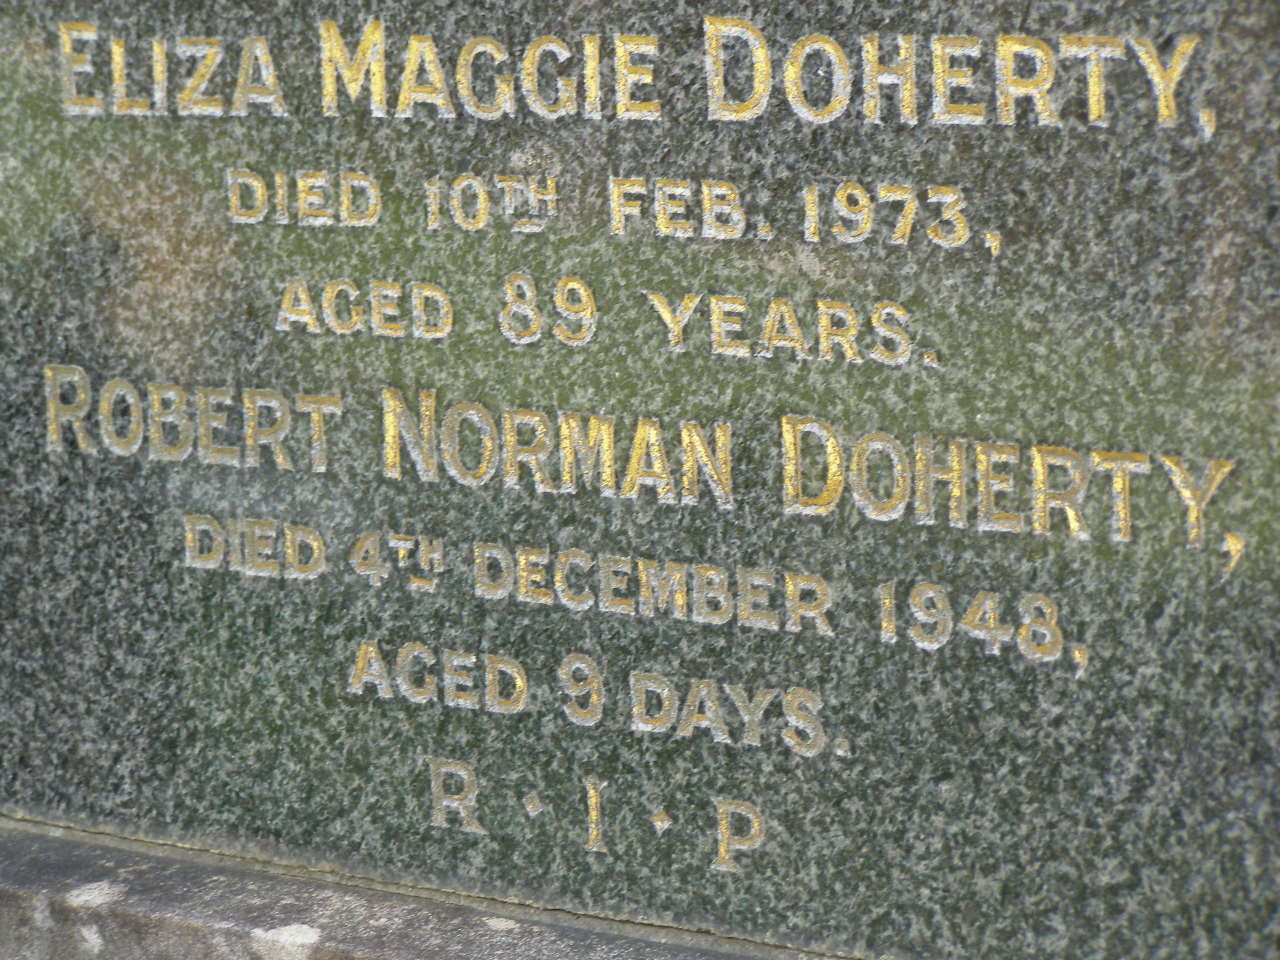 ELIZA MAGGIE DOHERTY,
DIED 10TH FEB. 1973,
AGED 89 YEARS.
ROBERT NORMAN DOHERTY,
DIED 4TH DECEMBER 1948,
AGED 9 DAYS.
R · I · P